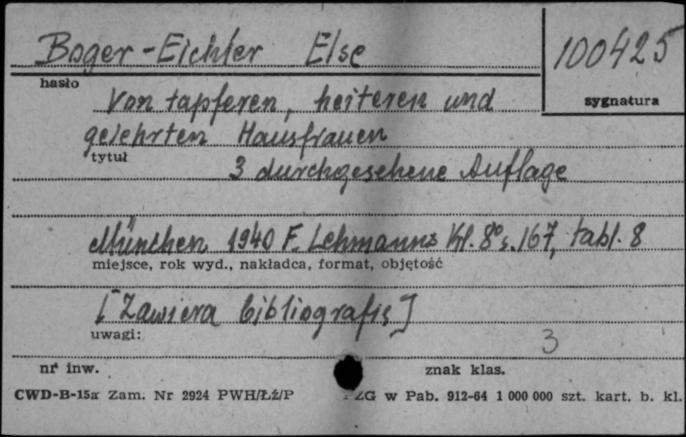 Boger-Eichler Else
100425
hasło
sygnatura
Von tapferen, heiteren und
gelehrten Hausfrauen
tytuł
3 durchgesehene Auflage
München 1940 F. Lehmanns Vrl. 8° s. 167, tabl. 8
miejsce, rok wyd., nakładca, format, objętość
[Zawiera bibliografię]
uwagi:
3
nr inw.
znak klas.
CWD-B-15a Zam. Nr 2924 PWH/Łż/P
ZG w Pab. 912-64 1 000 000 szt. kart. b. kl.